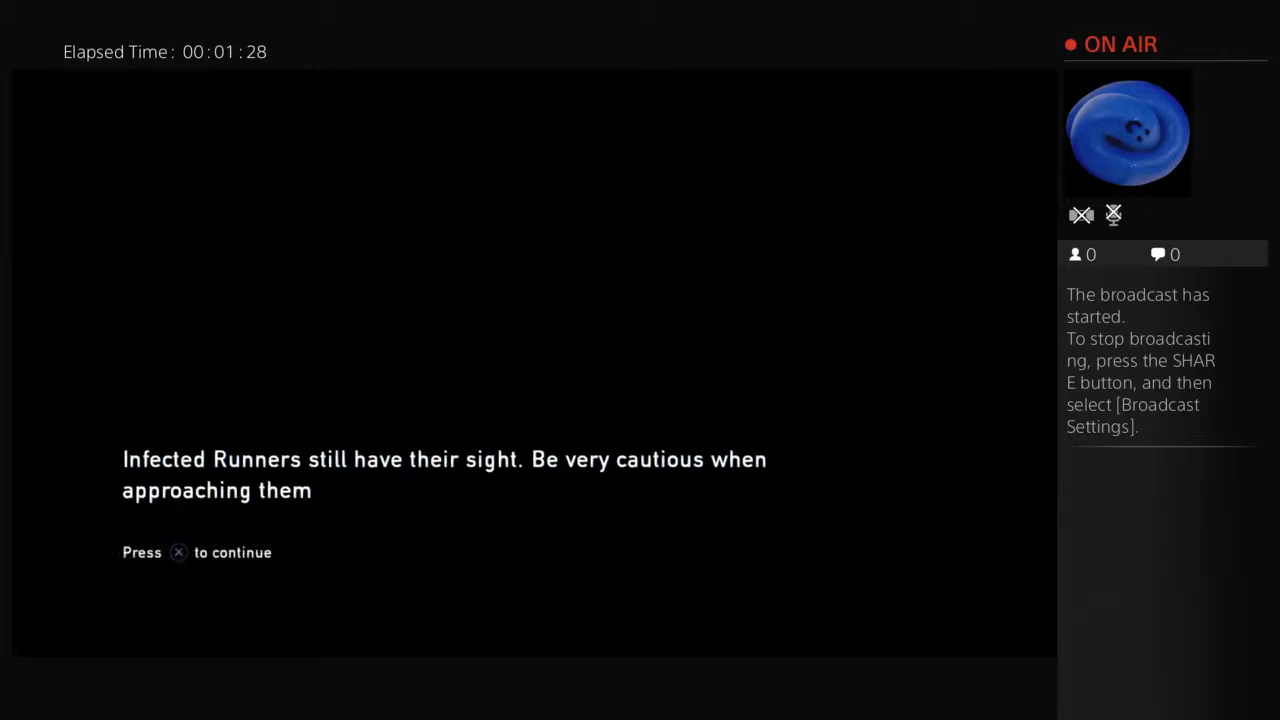 Elapsed Time: 00:01:28
ON AIR
0 0
The broadcast has
started.
To stop broadcasti
ng, press the SHAR
E button, and then
select [Broadcast
Settings].
Infected Runners still have their sight. Be very cautious when
approaching them
Press ⓧ to continue